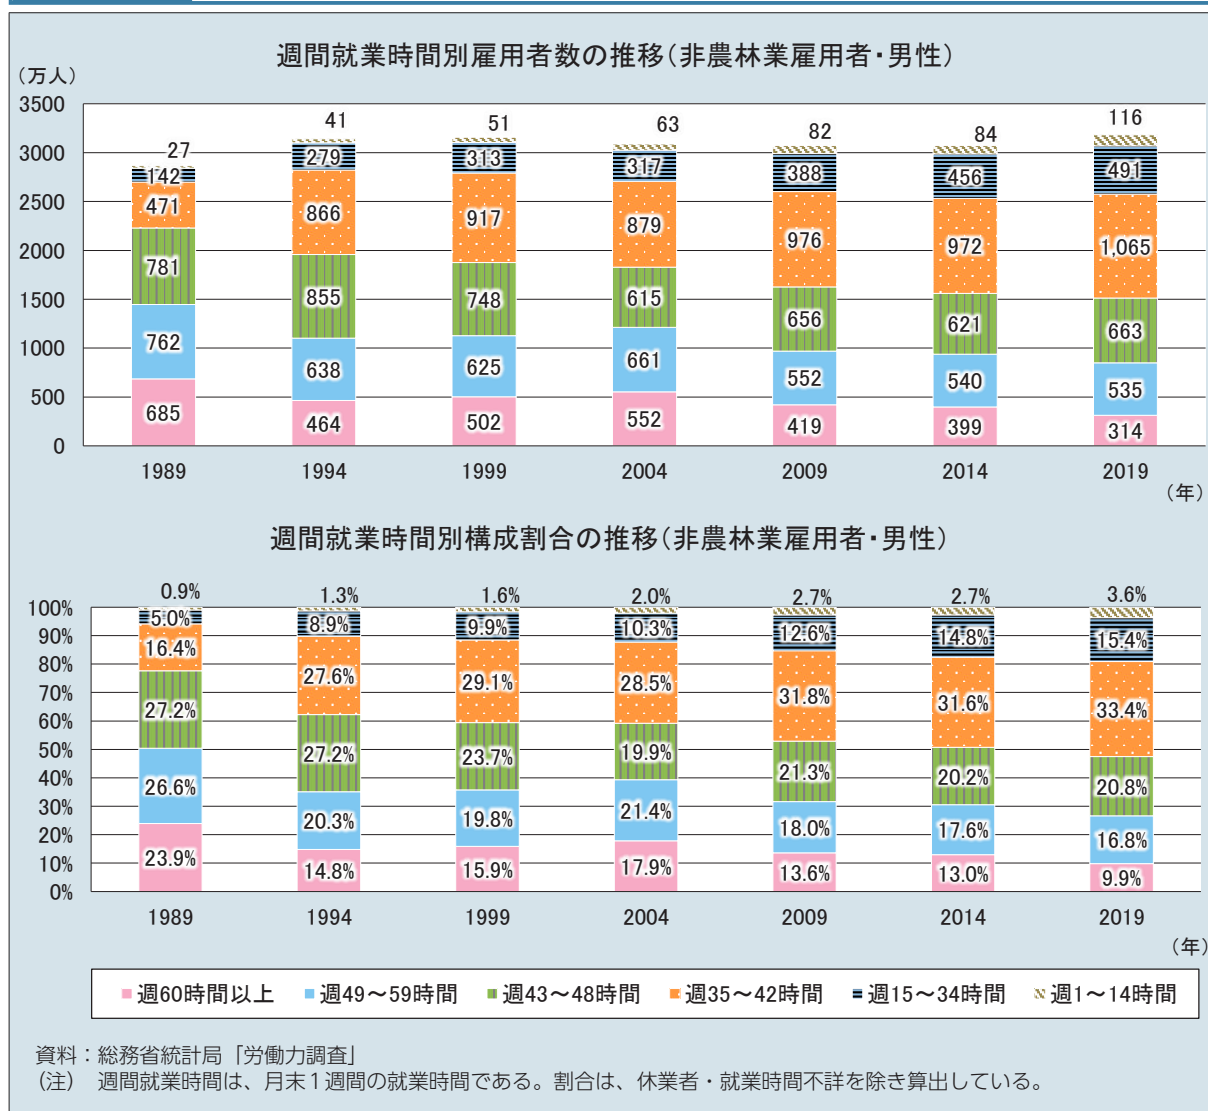 週間就業時間別雇用者数の推移（非農林業雇用者・男性）
（万人）
3500
3000
2500
2000
1500
1000
500
0
27 41 51 63 82 84 116
142 279 313 317 388 456 491
471 866 917 879 976 972 1,065
781 855 748 615 656 621 663
762 638 625 661 552 540 535
685 464 502 552 419 399 314
1989 1994 1999 2004 2009 2014 2019
（年）
週間就業時間別構成割合の推移（非農林業雇用者・男性）
100%
90%
80%
70%
60%
50%
40%
30%
20%
10%
0%
0.9% 1.3% 1.6% 2.0% 2.7% 2.7% 3.6%
5.0% 8.9% 9.9% 10.3% 12.6% 14.8% 15.4%
16.4% 27.6% 29.1% 28.5% 31.8% 31.6% 33.4%
27.2% 27.2% 23.7% 19.9% 21.3% 20.2% 20.8%
26.6% 20.3% 19.8% 21.4% 18.0% 17.6% 16.8%
23.9% 14.8% 15.9% 17.9% 13.6% 13.0% 9.9%
1989 1994 1999 2004 2009 2014 2019
（年）
週60時間以上 週49～59時間 週43～48時間 週35～42時間 週15～34時間 週1～14時間
資料：総務省統計局「労働力調査」
（注） 週間就業時間は、月末１週間の就業時間である。割合は、休業者・就業時間不詳を除き算出している。